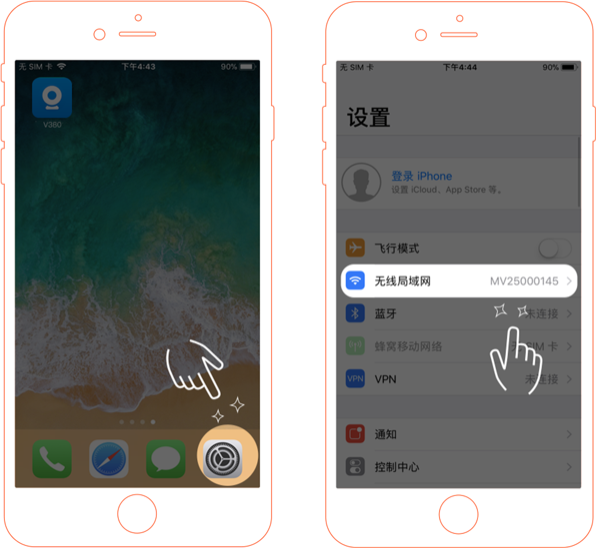 无 SIM 卡
下午4:43
90%
V380
无 SIM 卡
下午4:44
90%
设置
登录 iPhone
设置 iCloud、App Store 等。
飞行模式
无线局域网
MV25000145
蓝牙
未连接
蜂窝移动网络
SIM 卡
VPN
VPN
未连接
通知
控制中心